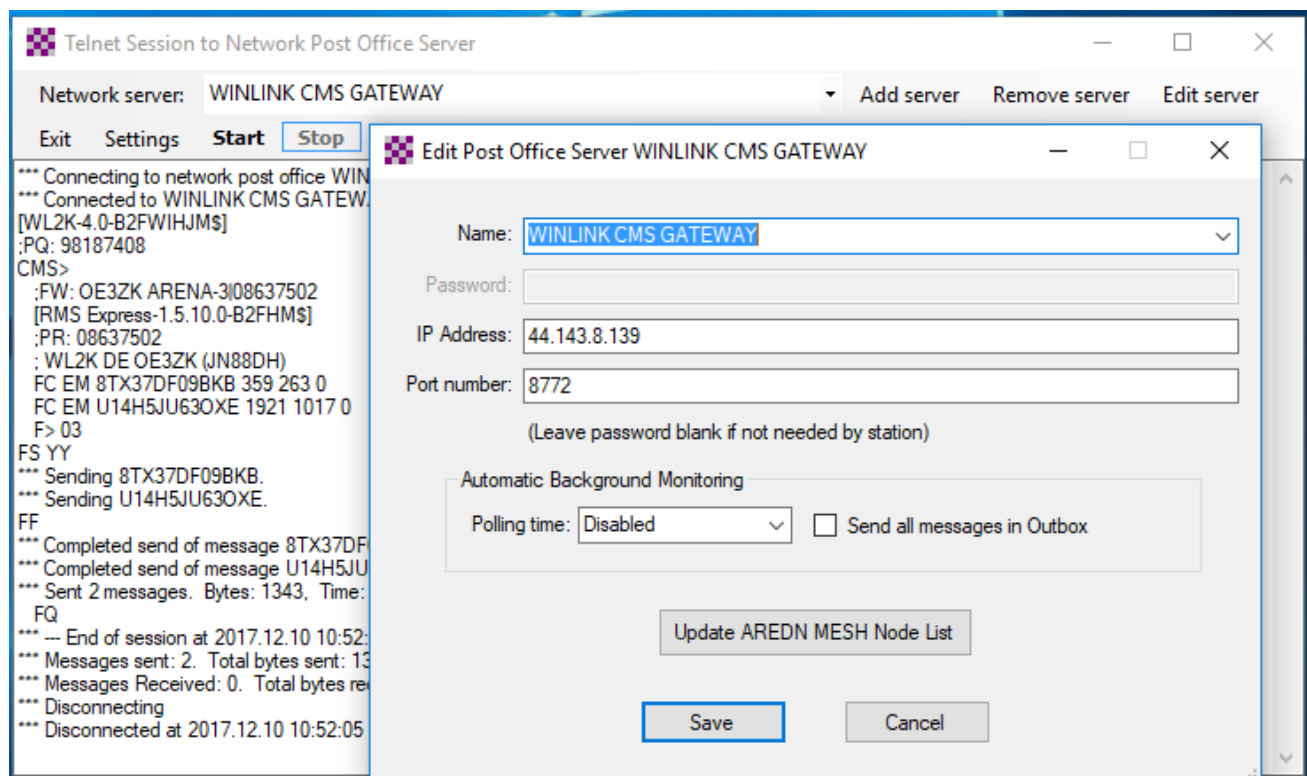 Telnet Session to Network Post Office Server
Network server: WINLINK CMS GATEWAY Add server Remove server Edit server
Exit Settings Start Stop
*** Connecting to network post office WIN
*** Connected to WINLINK CMS GATEW
[WL2K-4.0-B2FWIHJM$]
;PQ: 98187408
CMS>
;FW: OE3ZK ARENA-3|08637502
[RMS Express-1.5.10.0-B2FHM$]
;PR: 08637502
; WL2K DE OE3ZK (JN88DH)
FC EM 8TX37DF09BKB 359 263 0
FC EM U14H5JU63OXE 1921 1017 0
F> 03
FS YY
*** Sending 8TX37DF09BKB.
*** Sending U14H5JU63OXE.
FF
*** Completed send of message 8TX37DF
*** Completed send of message U14H5JU
*** Sent 2 messages. Bytes: 1343, Time:
FQ
*** --- End of session at 2017.12.10 10:52:
*** Messages sent: 2. Total bytes sent: 13
*** Messages Received: 0. Total bytes re
*** Disconnecting
*** Disconnected at 2017.12.10 10:52:05
Edit Post Office Server WINLINK CMS GATEWAY
Name: WINLINK CMS GATEWAY
Password:
IP Address: 44.143.8.139
Port number: 8772
(Leave password blank if not needed by station)
Automatic Background Monitoring
Polling time: Disabled Send all messages in Outbox
Update AREDN MESH Node List
Save Cancel